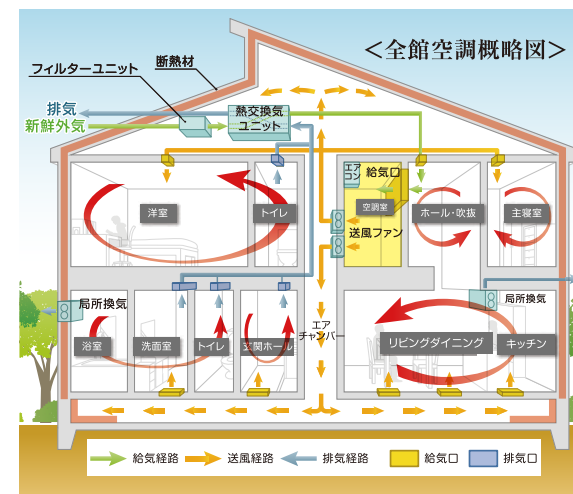 ＜全館空調概略図＞
断熱材
フィルターユニット
排気
新鮮外気
熱交換気
ユニット
エア
コン
給気口
空調室
送風ファン
洋室
トイレ
ホール・吹抜
主寝室
局所換気
浴室
洗面室
トイレ
玄関ホール
エア
チャンバー
局所換気
リビングダイニング
キッチン
給気経路
送風経路
排気経路
給気口
排気口